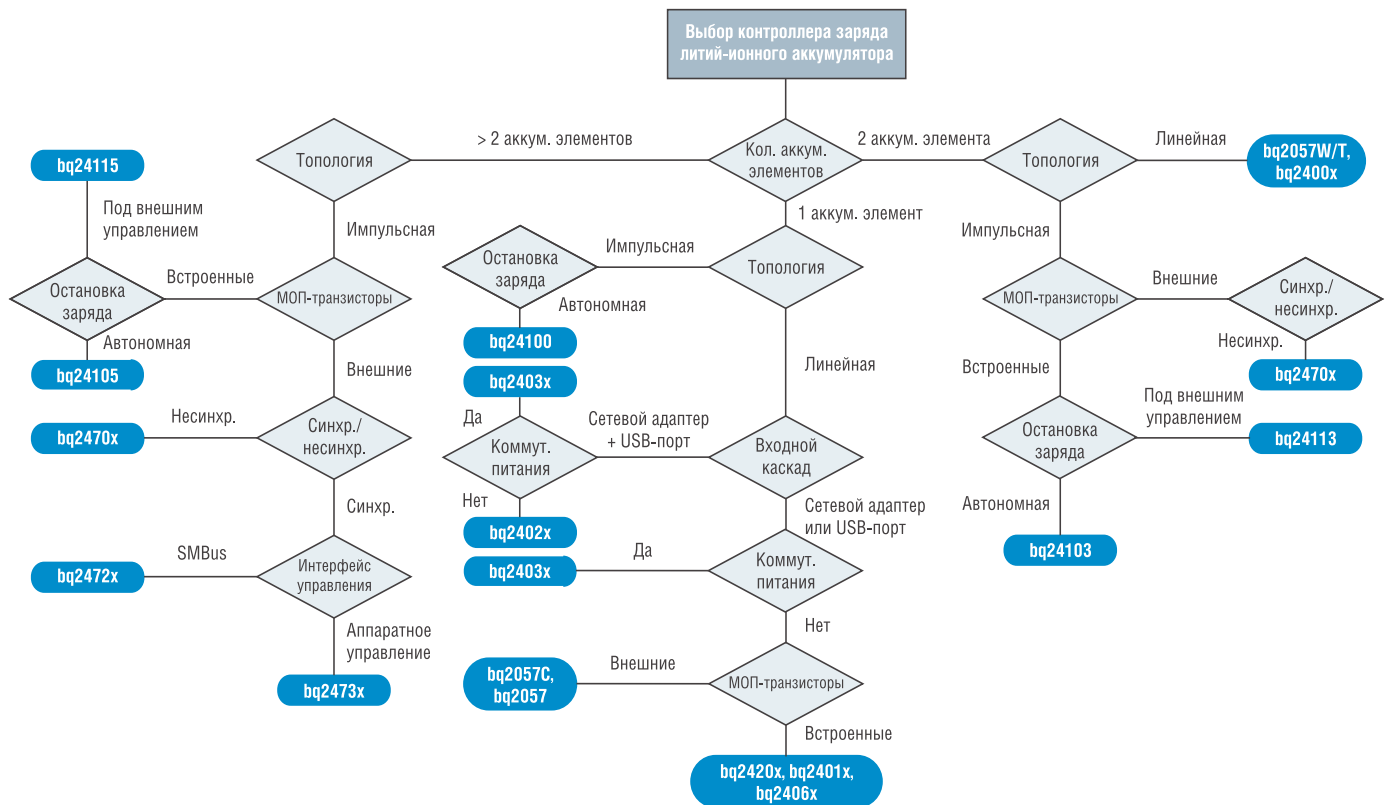 Выбор контроллера заряда
литий-ионного аккумулятора
> 2 аккум. элементов
Кол. аккум.
элементов
2 аккум. элемента
1 аккум. элемент
Топология
Импульсная
МОП-транзисторы
Встроенные
Остановка
заряда
Под внешним
управлением
bq24115
Автономная
bq24105
Внешние
Синхр./
несинхр.
Несинхр.
bq2470x
Синхр.
Интерфейс
управления
SMBus
bq2472x
Аппаратное
управление
bq2473x
Топология
Импульсная
Остановка
заряда
Автономная
bq24100
Линейная
Входной
каскад
Сетевой адаптер
+ USB-порт
Коммут.
питания
Да
bq2403x
Нет
bq2402x
Сетевой адаптер
или USB-порт
Коммут.
питания
Да
bq2403x
Нет
МОП-транзисторы
Внешние
bq2057C,
bq2057
Встроенные
bq2420x, bq2401x,
bq2406x
Топология
Линейная
bq2057W/T,
bq2400x
Импульсная
МОП-транзисторы
Внешние
Синхр./
несинхр.
Несинхр.
bq2470x
Встроенные
Остановка
заряда
Под внешним
управлением
bq24113
Автономная
bq24103